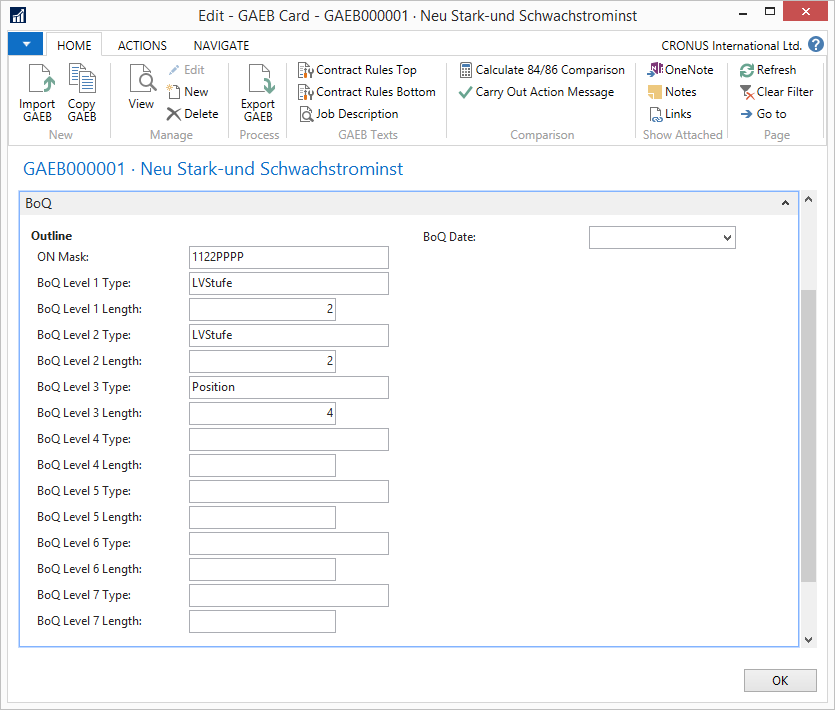 Edit - GAEB Card - GAEB000001 · Neu Stark-und Schwachstrominst
HOME ACTIONS NAVIGATE CRONUS International Ltd. ?
Import GAEB
Copy GAEB
New
View
Edit
New
Delete
Manage
Export GAEB
Process
Contract Rules Top
Contract Rules Bottom
Job Description
GAEB Texts
Calculate 84/86 Comparison
Carry Out Action Message
Comparison
OneNote
Notes
Links
Show Attached
Refresh
Clear Filter
Go to
Page
GAEB000001 · Neu Stark-und Schwachstrominst
BoQ
Outline
ON Mask: 1122PPPP
BoQ Level 1 Type: LVStufe
BoQ Level 1 Length: 2
BoQ Level 2 Type: LVStufe
BoQ Level 2 Length: 2
BoQ Level 3 Type: Position
BoQ Level 3 Length: 4
BoQ Level 4 Type:
BoQ Level 4 Length:
BoQ Level 5 Type:
BoQ Level 5 Length:
BoQ Level 6 Type:
BoQ Level 6 Length:
BoQ Level 7 Type:
BoQ Level 7 Length:
BoQ Date:
OK